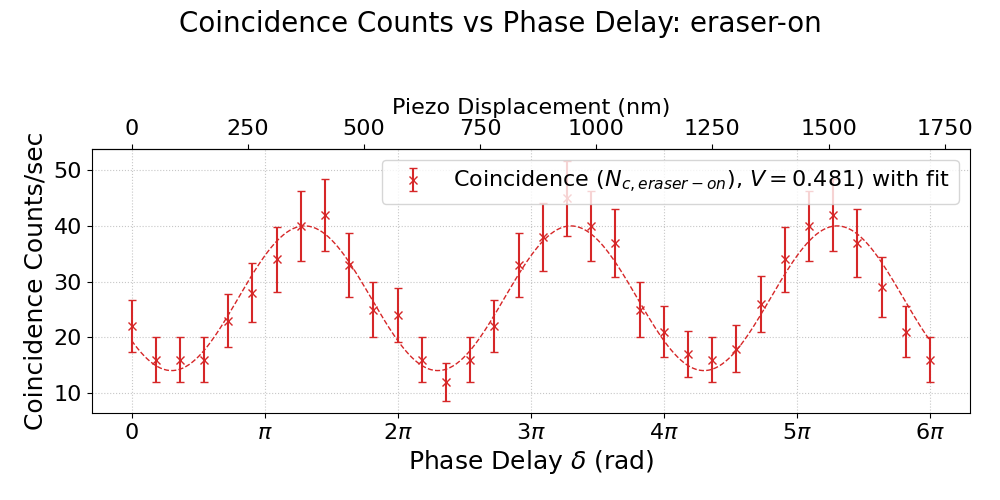 Coincidence Counts vs Phase Delay: eraser-on
Piezo Displacement (nm)
0 250 500 750 1000 1250 1500 1750
Coincidence Counts/sec
50
40
30
20
10
Coincidence (N_{c,eraser−on}), V = 0.481) with fit
0 π 2π 3π 4π 5π 6π
Phase Delay δ (rad)